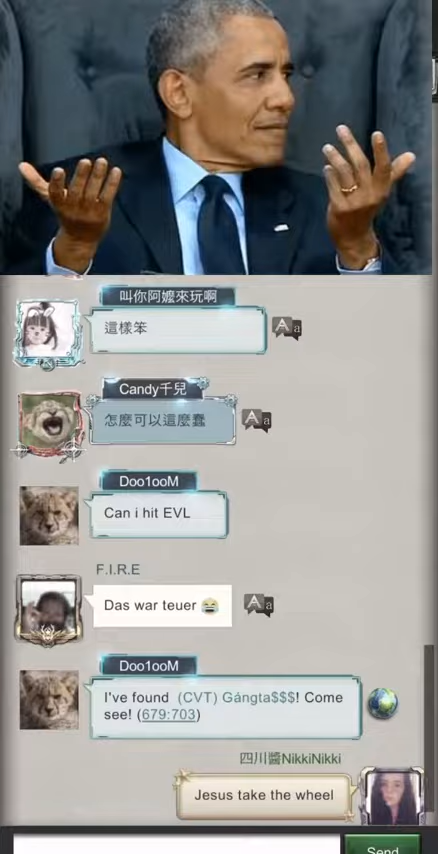 叫你阿嬤來玩啊
這樣笨
Candy千兒
怎麼可以這麼蠢
Doo1ooM
Can i hit EVL
F.I.R.E
Das war teuer 😂
Doo1ooM
I've found (CVT) Gángta$$$! Come
see! (679:703)
四川醬NikkiNikki
Jesus take the wheel
Send